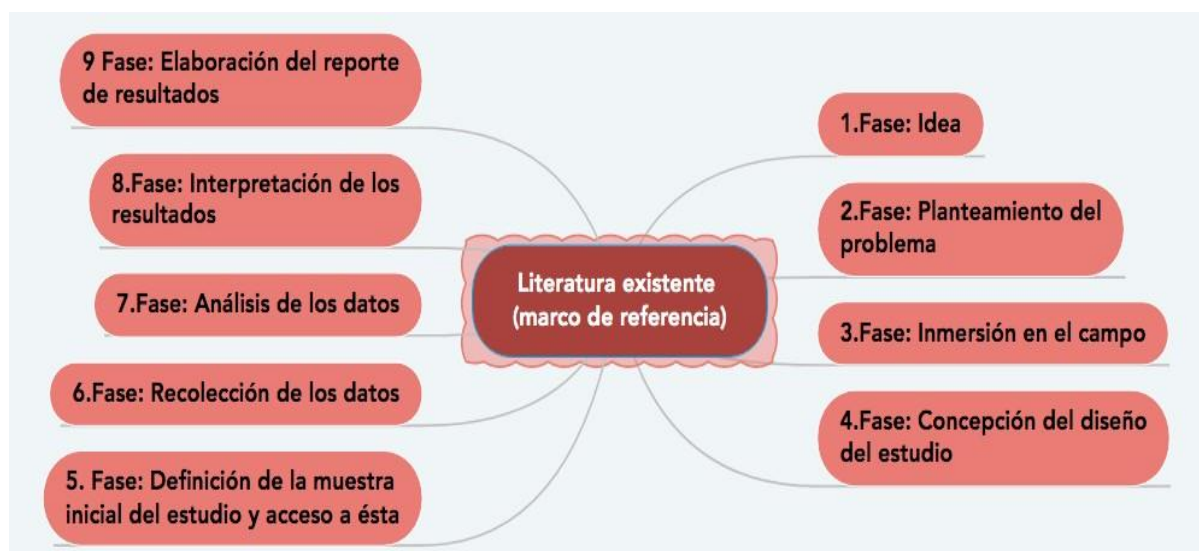 Literatura existente
(marco de referencia)
1.Fase: Idea
2.Fase: Planteamiento del
problema
3.Fase: Inmersión en el campo
4.Fase: Concepción del diseño
del estudio
5. Fase: Definición de la muestra
inicial del estudio y acceso a ésta
6.Fase: Recolección de los datos
7.Fase: Análisis de los datos
8.Fase: Interpretación de los
resultados
9 Fase: Elaboración del reporte
de resultados